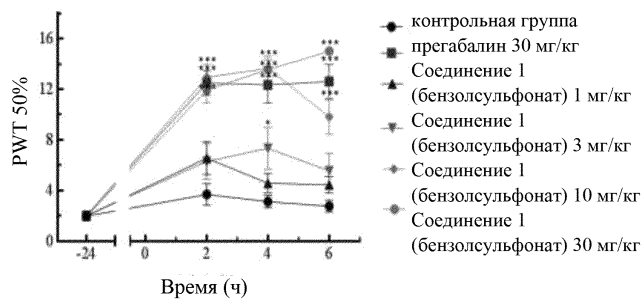 16
12
8
4
0
PWT 50%
***
***
***
***
***
***
***
***
*
-24
0
2
4
6
Время (ч)
контрольная группа
прегабалин 30 мг/кг
Соединение 1
(бензолсульфонат) 1 мг/кг
Соединение 1
(бензолсульфонат) 3 мг/кг
Соединение 1
(бензолсульфонат) 10 мг/кг
Соединение 1
(бензолсульфонат) 30 мг/кг